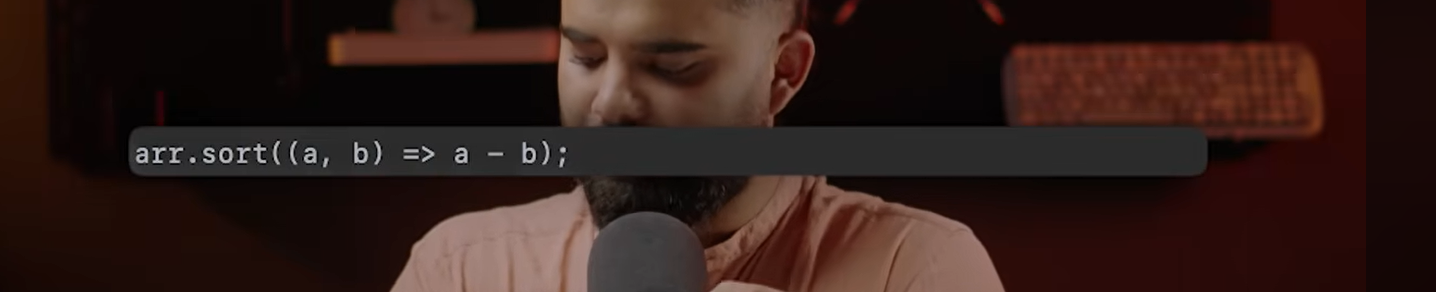 arr.sort((a, b) => a - b);